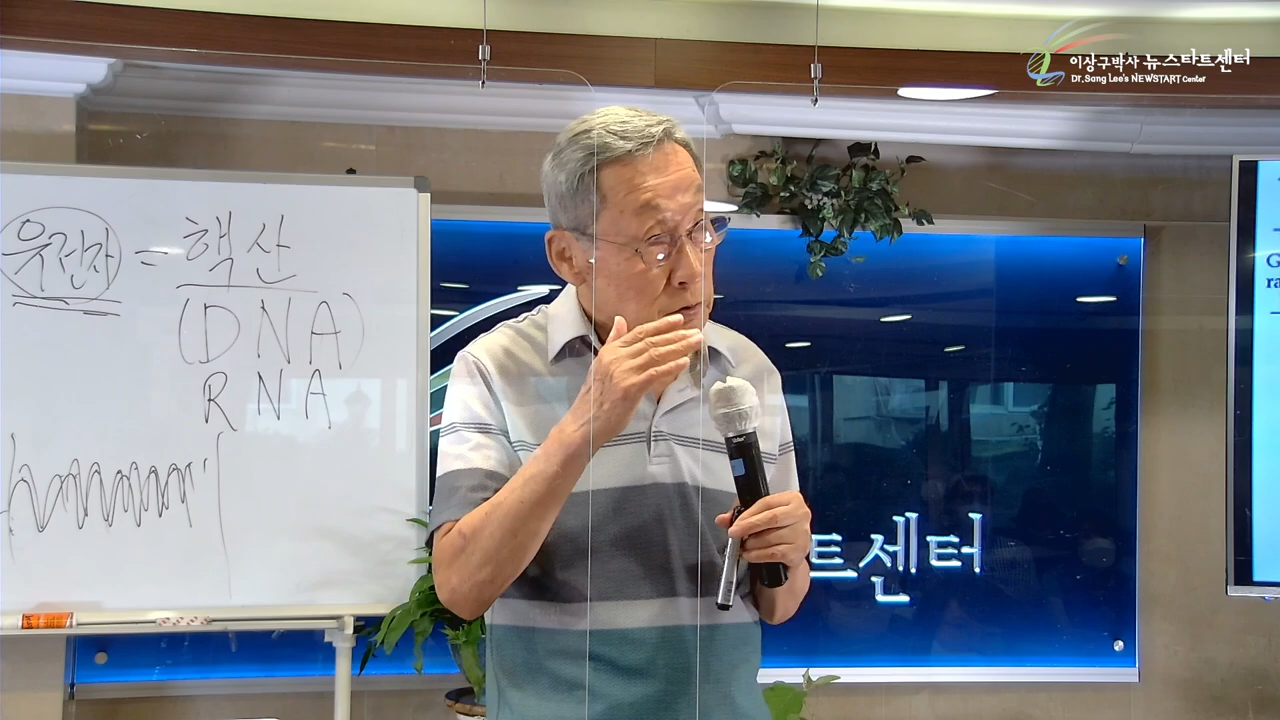 이상구박사 뉴스타트센터
Dr. Sang Lee's NEWSTART Center
유전자 = 핵산
(DNA)
RNA
트센터
G
ra